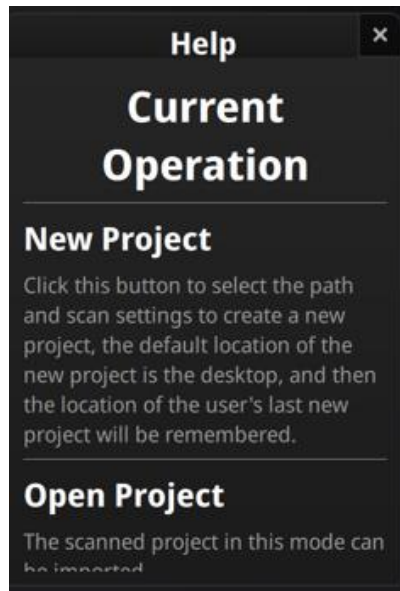 Help
Current
Operation
New Project
Click this button to select the path
and scan settings to create a new
project, the default location of the
new project is the desktop, and then
the location of the user's last new
project will be remembered.
Open Project
The scanned project in this mode can
be imported